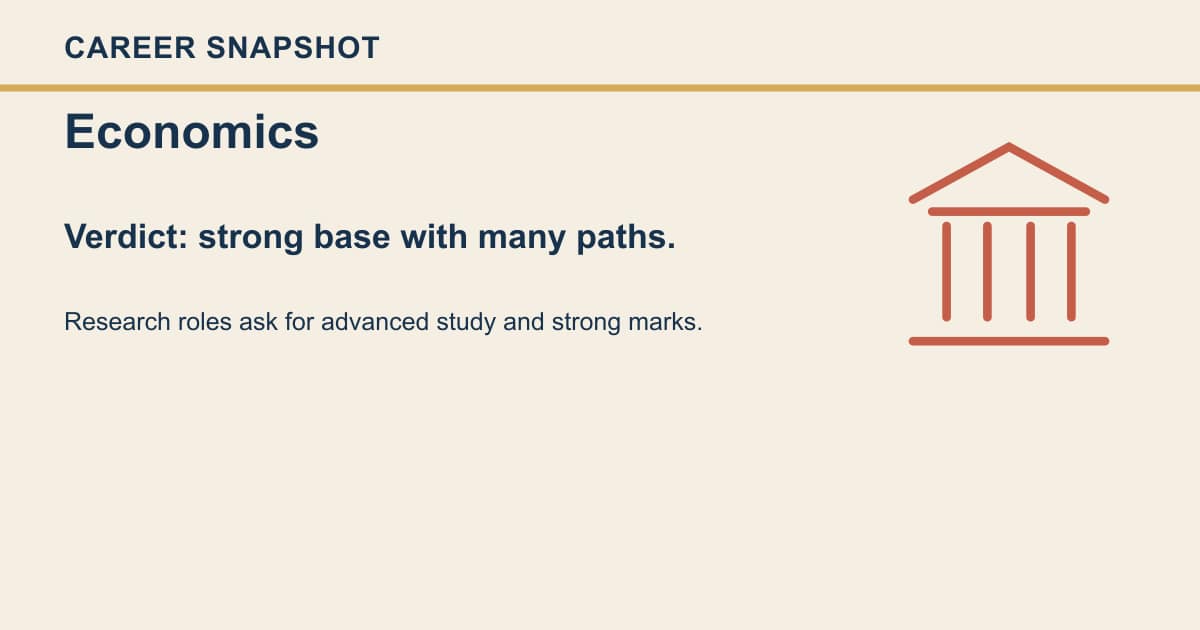 CAREER SNAPSHOT
Economics
Verdict: strong base with many paths.
Research roles ask for advanced study and strong marks.